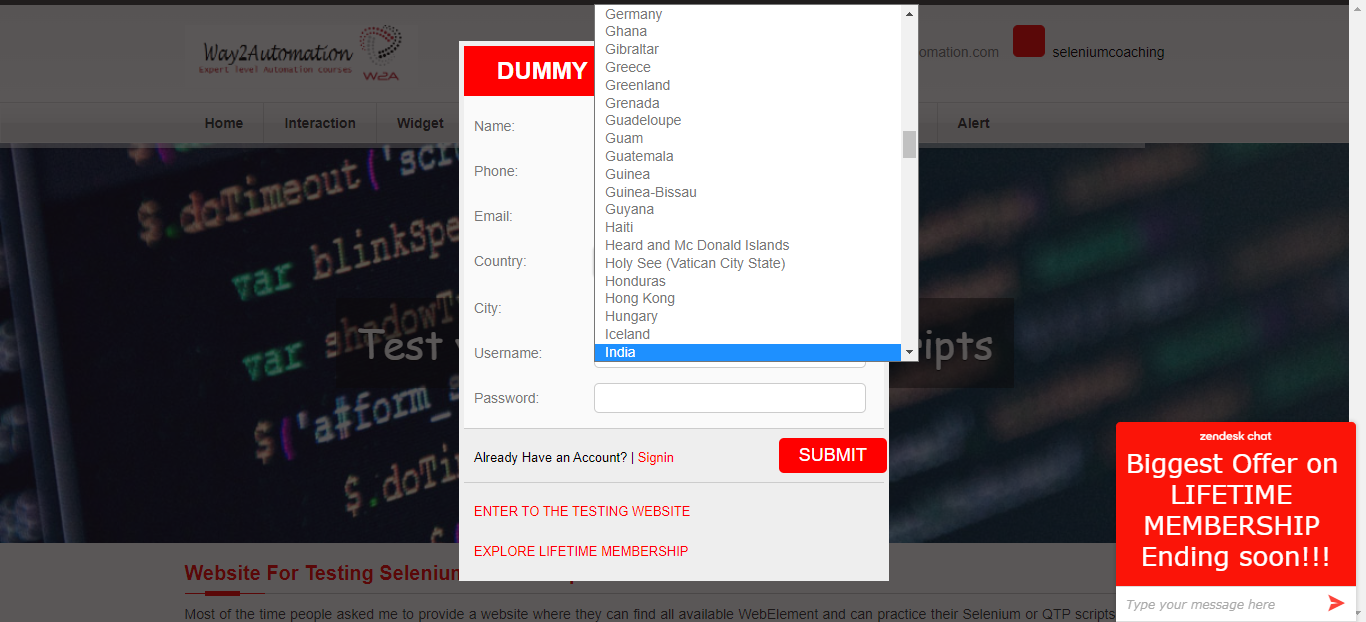 Way2Automation
Expert level Automation courses
W2A
omation.com
seleniumcoaching
Home
Interaction
Widget
Alert
DUMMY
Name:
Phone:
Email:
Country:
City:
Username:
Password:
Germany
Ghana
Gibraltar
Greece
Greenland
Grenada
Guadeloupe
Guam
Guatemala
Guinea
Guinea-Bissau
Guyana
Haiti
Heard and Mc Donald Islands
Holy See (Vatican City State)
Honduras
Hong Kong
Hungary
Iceland
India
$.doTimeout('scr
var blinkSpe
var shadowT
var
$('a#form_s
$.doTi
Test
ripts
Already Have an Account? | Signin
SUBMIT
ENTER TO THE TESTING WEBSITE
EXPLORE LIFETIME MEMBERSHIP
zendesk chat
Biggest Offer on
LIFETIME
MEMBERSHIP
Ending soon!!!
Type your message here
Website For Testing Seleniu
Most of the time people asked me to provide a website where they can find all available WebElement and can practice their Selenium or QTP scripts